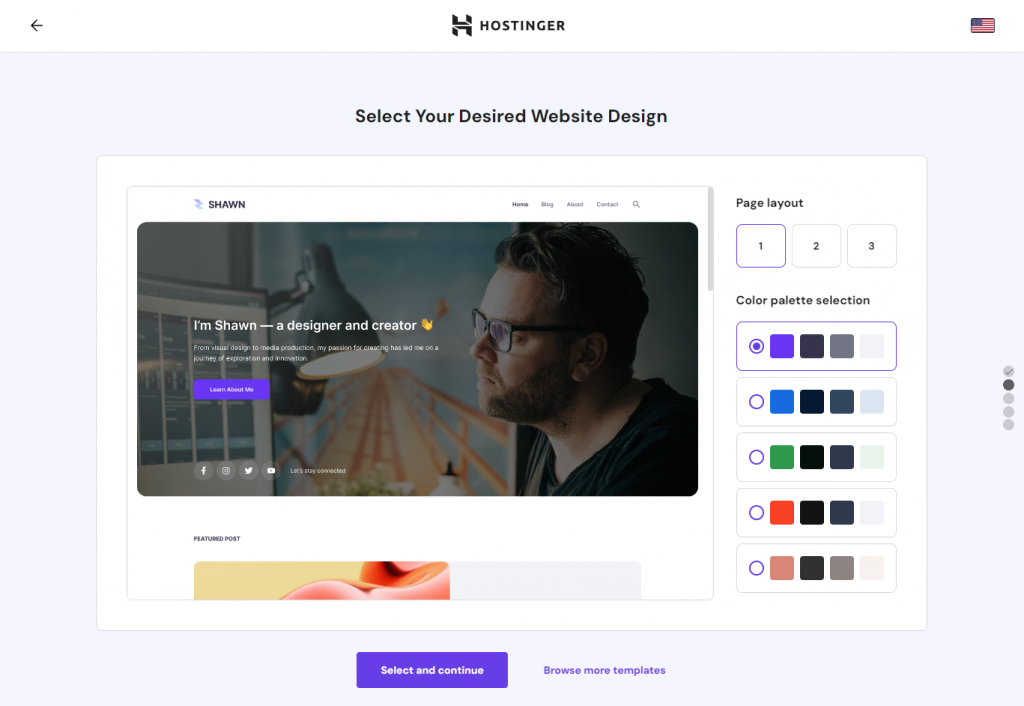 HOSTINGER
Select Your Desired Website Design
SHAWN
Home Blog About Contact
I'm Shawn — a designer and creator 👋
From visual design to media production, my passion for creating has led me on a
journey of exploration and innovation.
Learn About Me
Let's stay connected
FEATURED POST
Page layout
1 2 3
Color palette selection
Select and continue
Browse more templates